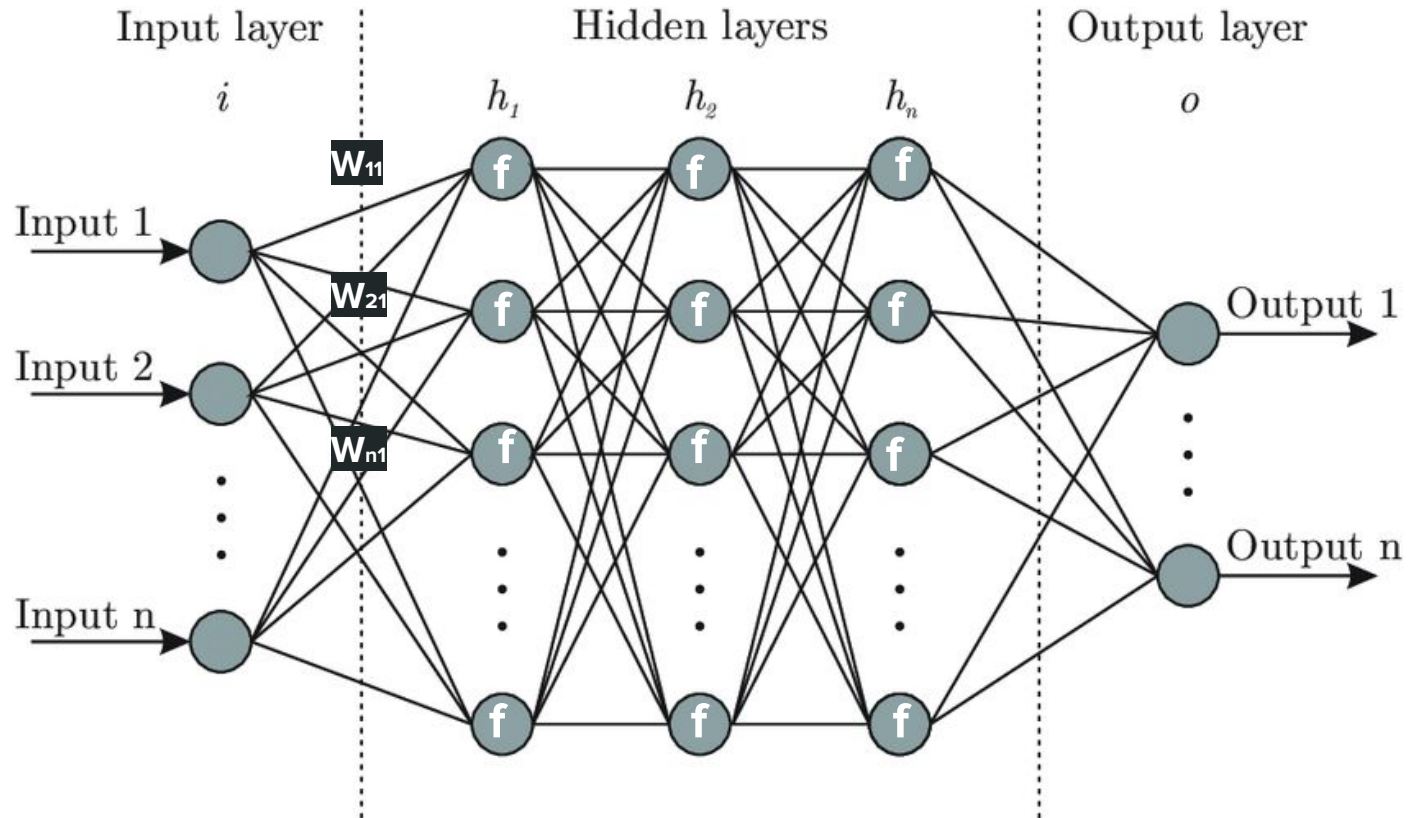 Input layer
Hidden layers
Output layer
i
h₁
h₂
hₙ
o
W₁₁
f
f
f
Input 1
W₂₁
f
f
f
Output 1
Input 2
Wₙ₁
f
f
f
Output n
Input n
f
f
f